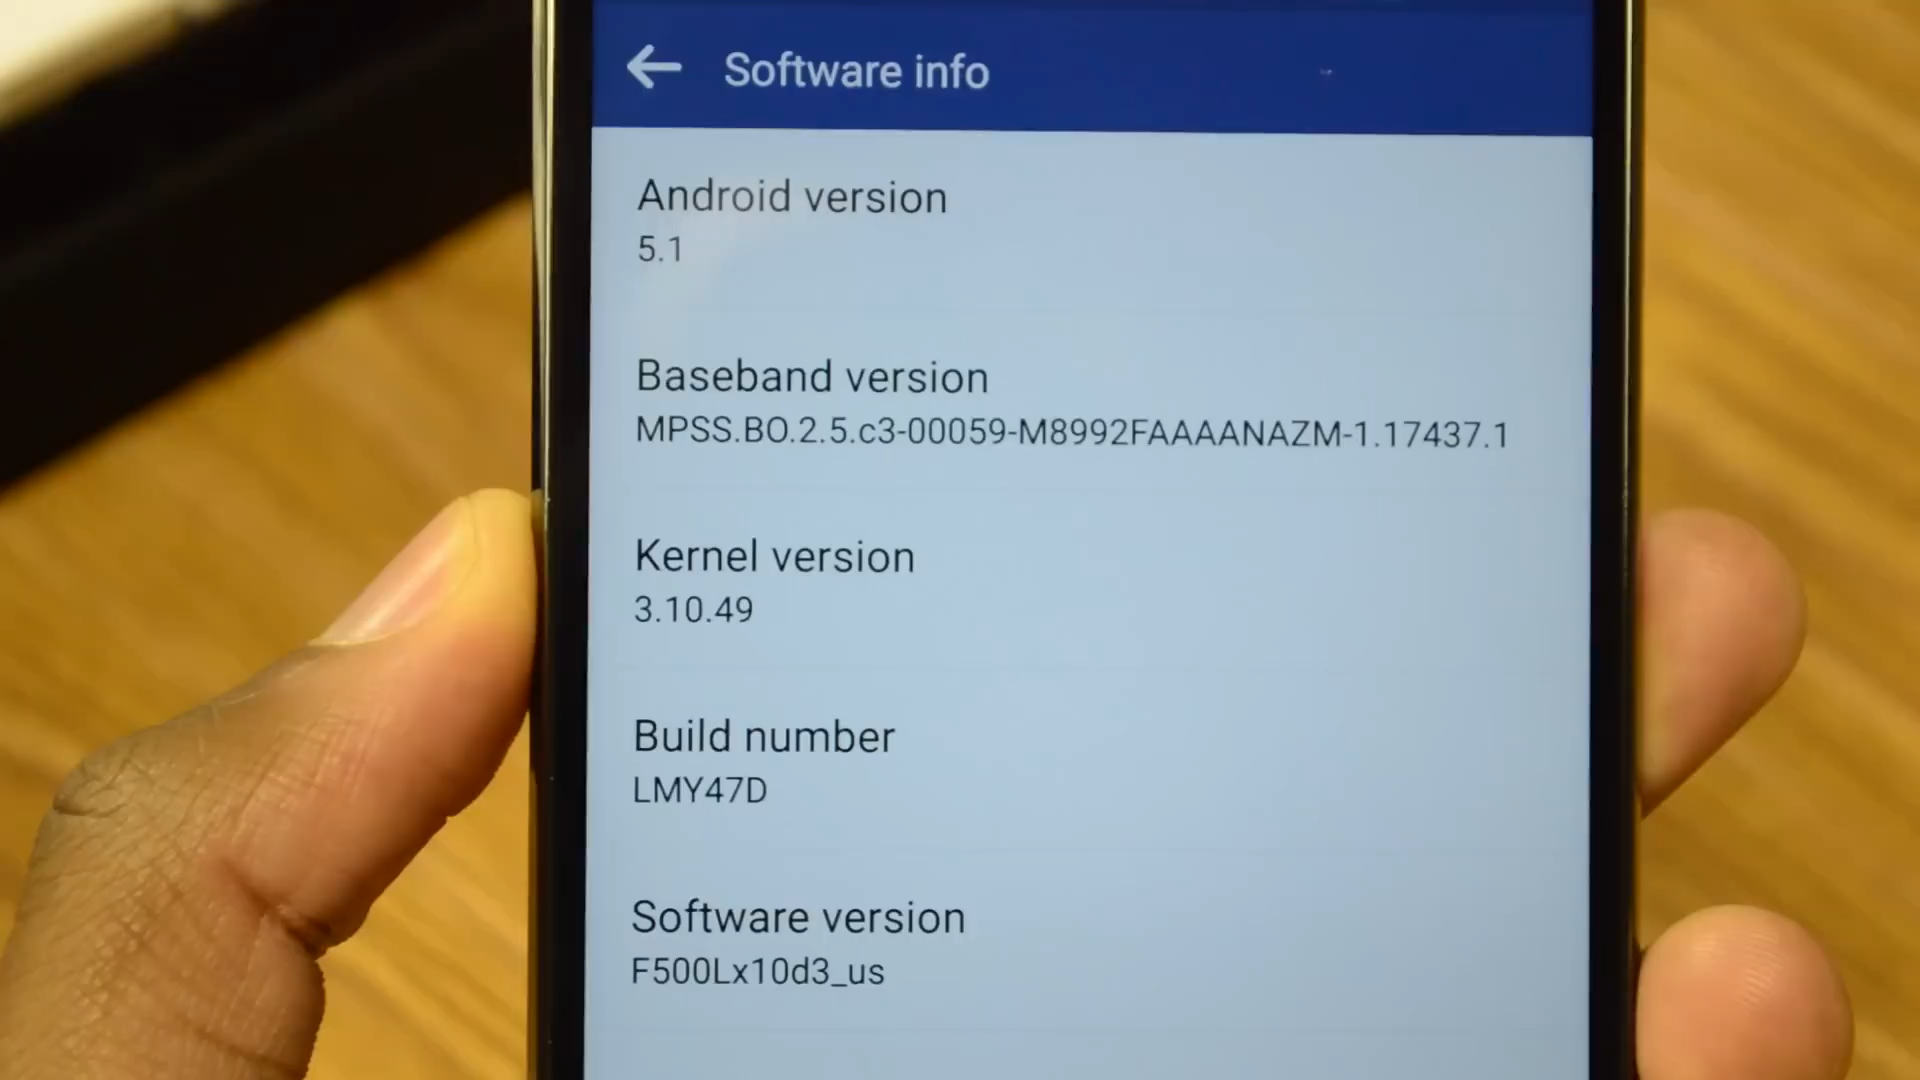 Software info
Android version
5.1
Baseband version
MPSS.BO.2.5.c3-00059-M8992FAAAANAZM-1.17437.1
Kernel version
3.10.49
Build number
LMY47D
Software version
F500Lx10d3_us